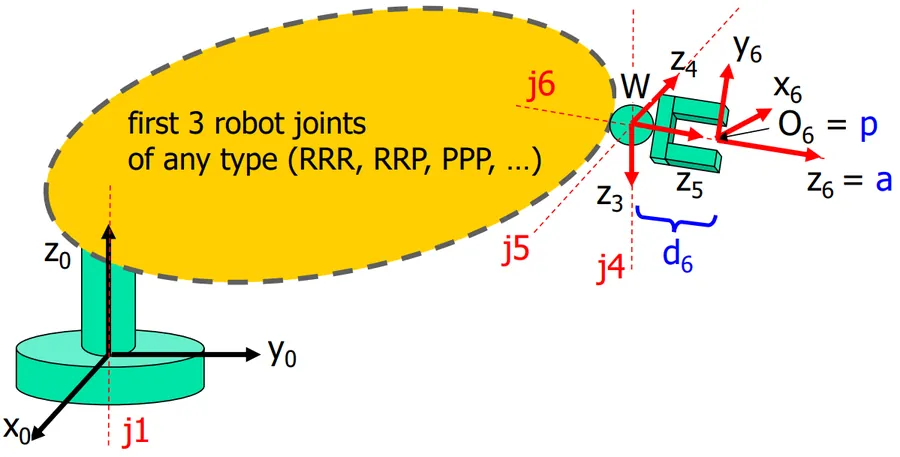 first 3 robot joints
of any type (RRR, RRP, PPP, …)
j6
W
z₄
y₆
x₆
O₆ = p
z₆ = a
z₅
z₃
d₆
j5
j4
z₀
y₀
x₀
j1